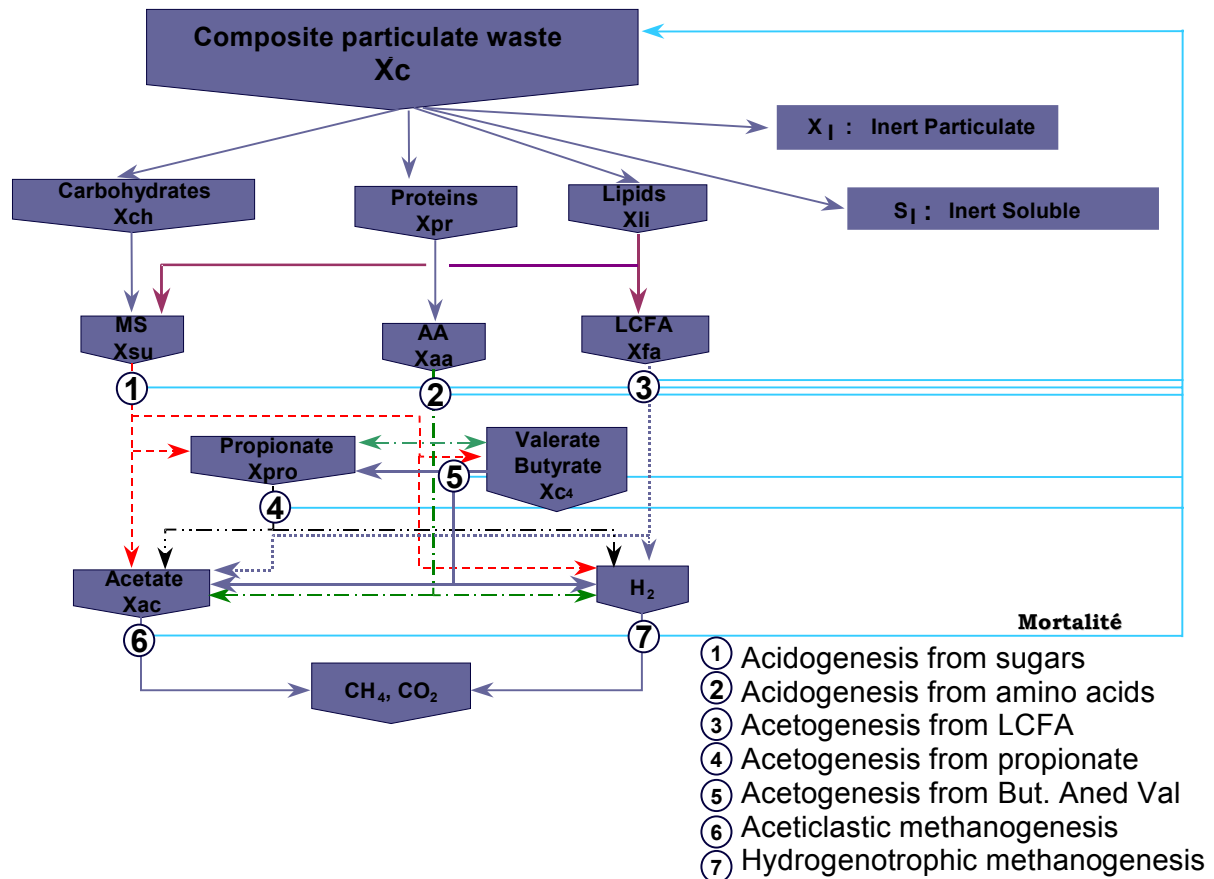 Composite particulate waste
Xc
X I : Inert Particulate
Carbohydrates
Xch
Proteins
Xpr
Lipids
Xli
S I : Inert Soluble
MS
Xsu
AA
Xaa
LCFA
Xfa
1
2
3
Propionate
Xpro
Valerate
Butyrate
Xc4
5
4
Acetate
Xac
H2
Mortalité
6
7
CH4, CO2
1 Acidogenesis from sugars
2 Acidogenesis from amino acids
3 Acetogenesis from LCFA
4 Acetogenesis from propionate
5 Acetogenesis from But. Aned Val
6 Aceticlastic methanogenesis
7 Hydrogenotrophic methanogenesis